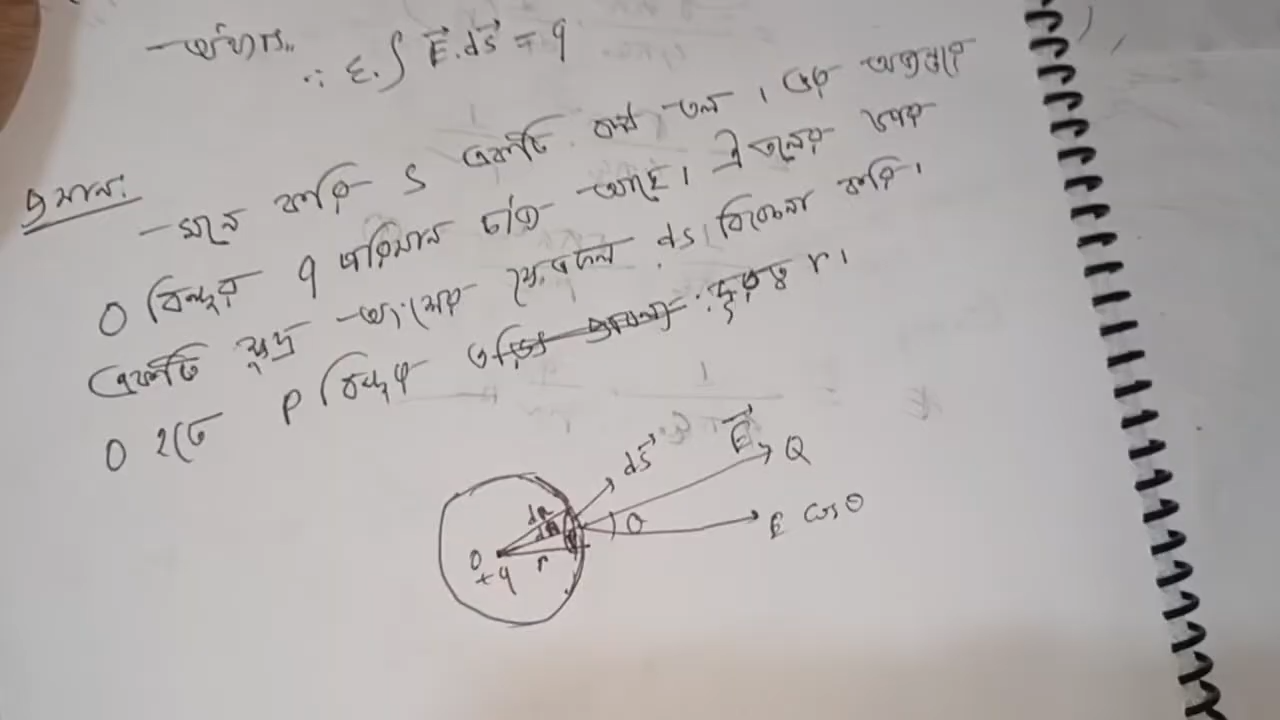 অর্থাৎ,
∴ ε₀∫ E⃗.ds⃗ = q
প্রমান:
মনে করি S একটি বদ্ধ তল । এর অভ্যন্তরে
O বিন্দুর q পরিমান চার্জ আছে। ঐ তলের উপর
একটি ক্ষুদ্র অংশের ক্ষেত্রফল ds বিবেচনা করি।
O হতে P বিন্দুর দূরত্ব r।
ds⃗ E⃗ Q
θ E cos θ
O r
+q